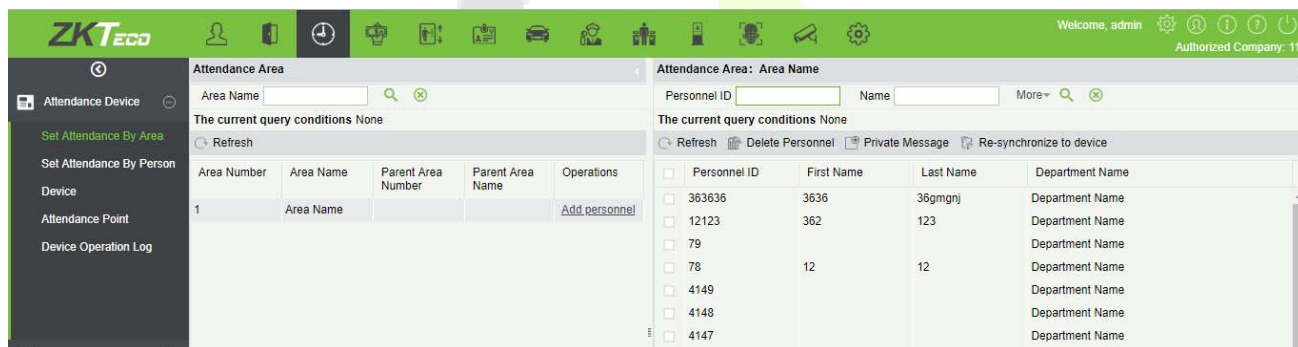 ZKTECO
Welcome, admin
Authorized Company: 11
Attendance Device
Set Attendance By Area
Set Attendance By Person
Device
Attendance Point
Device Operation Log
Attendance Area
Area Name
The current query conditions None
Refresh
Area Number Area Name Parent Area Number Parent Area Name Operations
1 Area Name Add personnel
Attendance Area: Area Name
Personnel ID Name More
The current query conditions None
Refresh Delete Personnel Private Message Re-synchronize to device
Personnel ID First Name Last Name Department Name
363636 3636 36gmgnj Department Name
12123 362 123 Department Name
79 Department Name
78 12 12 Department Name
4149 Department Name
4148 Department Name
4147 Department Name